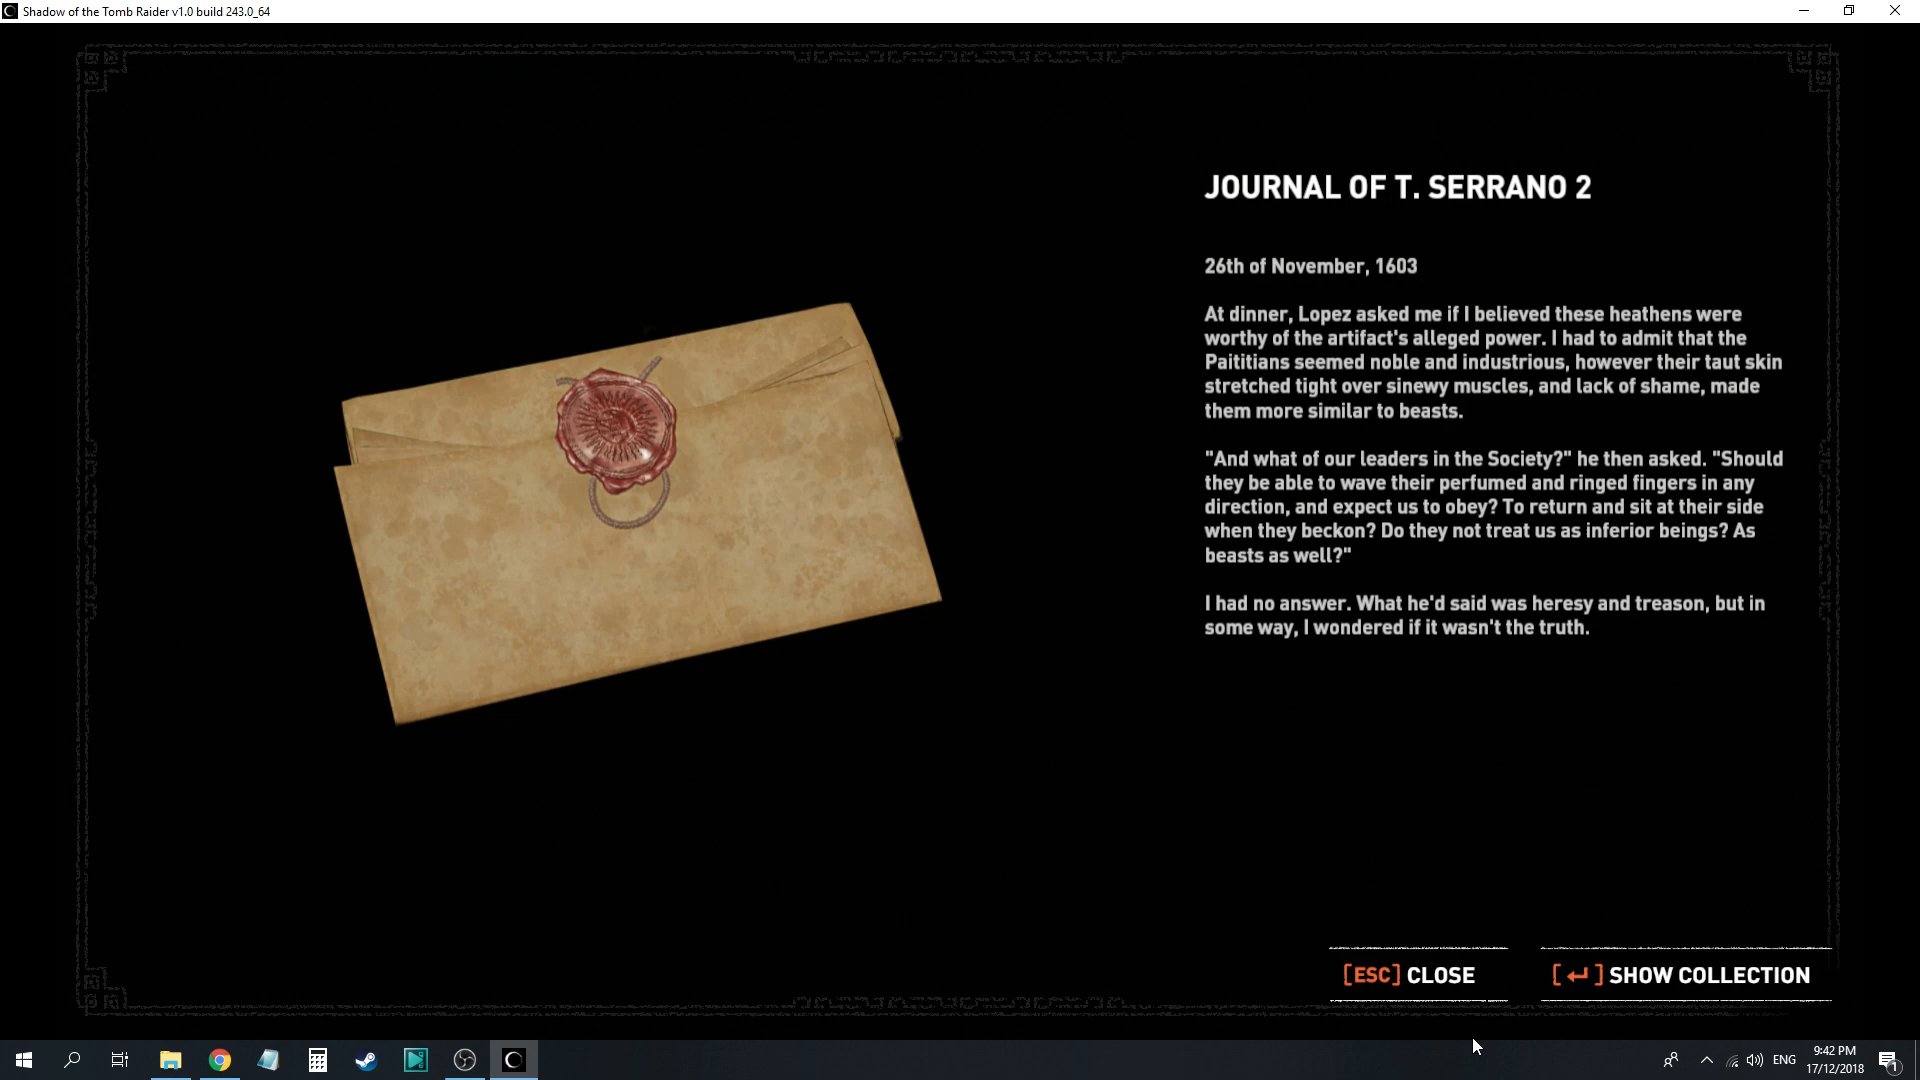 Shadow of the Tomb Raider v1.0 build 243.0_64
JOURNAL OF T. SERRANO 2
26th of November, 1603
At dinner, Lopez asked me if I believed these heathens were
worthy of the artifact's alleged power. I had to admit that the
Paititians seemed noble and industrious, however their taut skin
stretched tight over sinewy muscles, and lack of shame, made
them more similar to beasts.
"And what of our leaders in the Society?" he then asked. "Should
they be able to wave their perfumed and ringed fingers in any
direction, and expect us to obey? To return and sit at their side
when they beckon? Do they not treat us as inferior beings? As
beasts as well?"
I had no answer. What he'd said was heresy and treason, but in
some way, I wondered if it wasn't the truth.
[ESC] CLOSE
[↵] SHOW COLLECTION
ENG
9:42 PM
17/12/2018
1